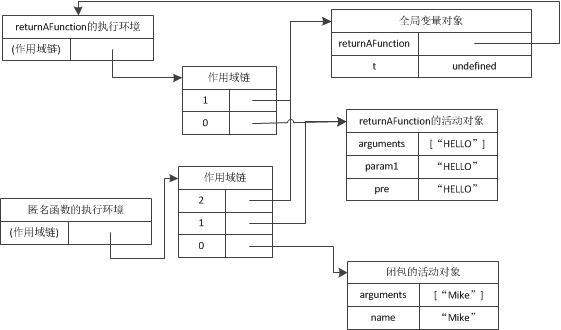 returnAFunction的执行环境
(作用域链)
全局变量对象
returnAFunction
t undefined
作用域链
1
0
returnAFunction的活动对象
arguments [“HELLO”]
param1 “HELLO”
pre “HELLO”
作用域链
2
1
0
匿名函数的执行环境
(作用域链)
闭包的活动对象
arguments [“Mike”]
name “Mike”